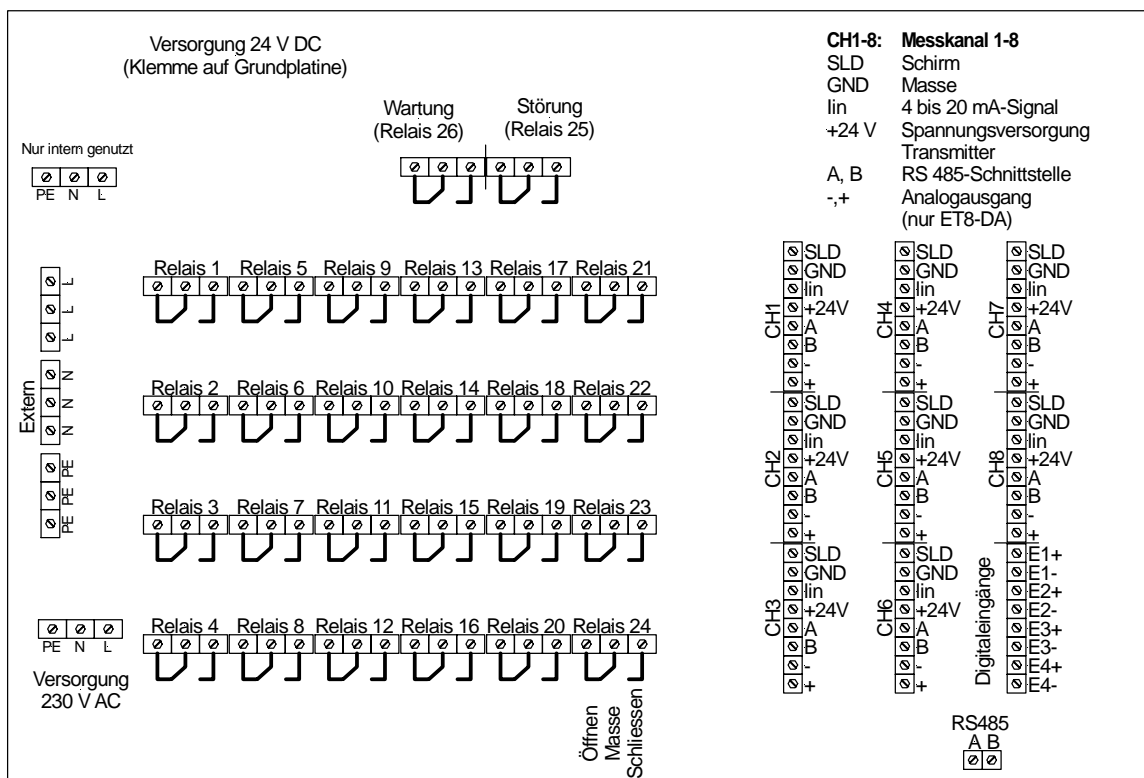 Versorgung 24 V DC
(Klemme auf Grundplatine)
Wartung
(Relais 26)
Störung
(Relais 25)
Nur intern genutzt
PE N L
CH1-8: Messkanal 1-8
SLD Schirm
GND Masse
Iin 4 bis 20 mA-Signal
+24 V Spannungsversorgung
Transmitter
A, B RS 485-Schnittstelle
-,+ Analogausgang
(nur ET8-DA)
Extern
L
L
L
N
N
N
PE
PE
PE
Relais 1 Relais 5 Relais 9 Relais 13 Relais 17 Relais 21
Relais 2 Relais 6 Relais 10 Relais 14 Relais 18 Relais 22
Relais 3 Relais 7 Relais 11 Relais 15 Relais 19 Relais 23
Relais 4 Relais 8 Relais 12 Relais 16 Relais 20 Relais 24
PE N L
Versorgung
230 V AC
Öffnen
Masse
Schliessen
CH1
SLD
GND
Iin
+24V
A
B
-
+
CH2
SLD
GND
Iin
+24V
A
B
-
+
CH3
SLD
GND
Iin
+24V
A
B
-
+
CH4
SLD
GND
Iin
+24V
A
B
-
+
CH5
SLD
GND
Iin
+24V
A
B
-
+
CH6
SLD
GND
Iin
+24V
A
B
-
+
CH7
SLD
GND
Iin
+24V
A
B
-
+
CH8
SLD
GND
Iin
+24V
A
B
-
+
Digitaleingänge
E1+
E1-
E2+
E2-
E3+
E3-
E4+
E4-
RS485
A B